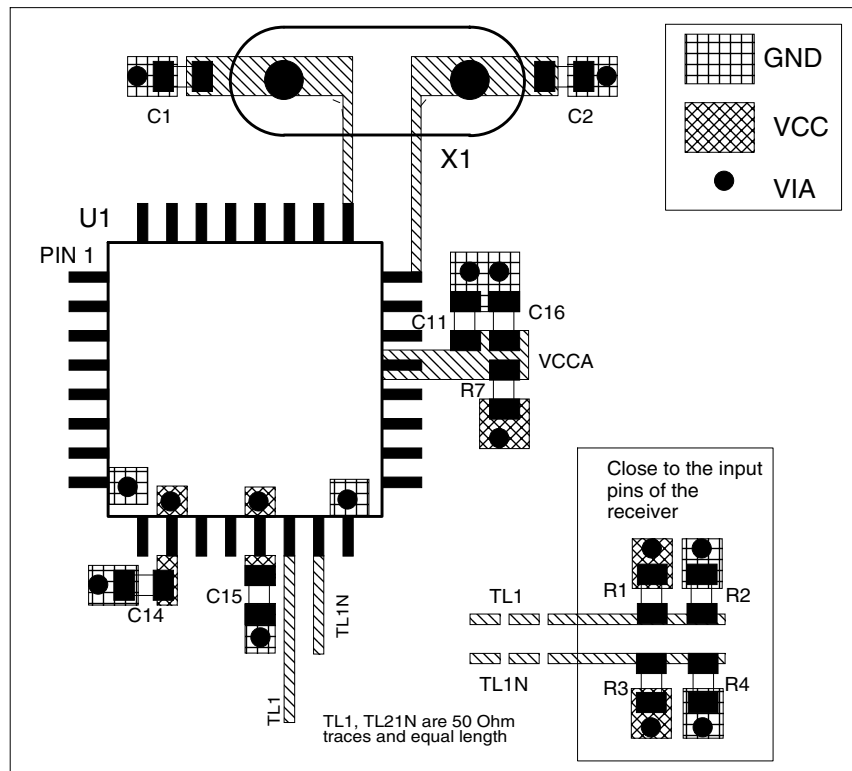 GND
C1
C2
X1
VCC
VIA
U1
PIN 1
C11
C16
VCCA
R7
Close to the input
pins of the
receiver
C14
C15
TL1
TL1N
R1
R2
TL1
TL1N
R3
R4
TL1, TL21N are 50 Ohm
traces and equal length